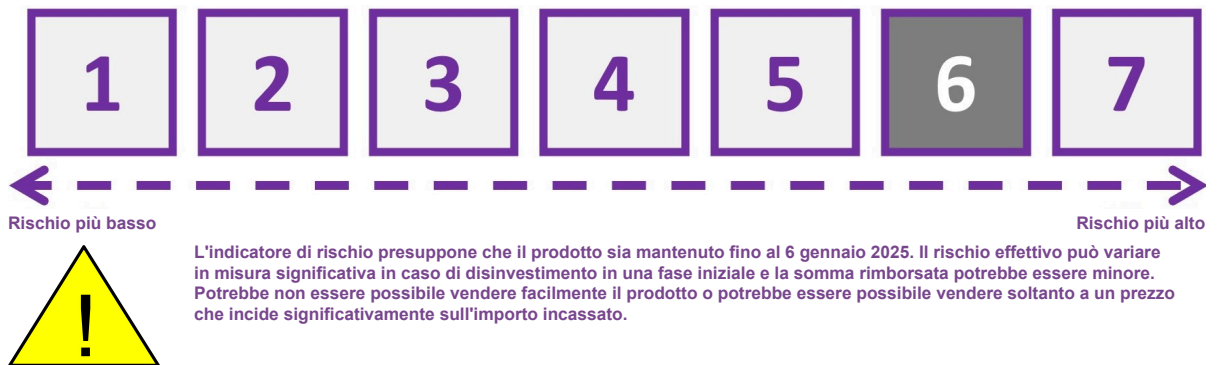 1 2 3 4 5 6 7
Rischio più basso Rischio più alto
L'indicatore di rischio presuppone che il prodotto sia mantenuto fino al 6 gennaio 2025. Il rischio effettivo può variare
in misura significativa in caso di disinvestimento in una fase iniziale e la somma rimborsata potrebbe essere minore.
Potrebbe non essere possibile vendere facilmente il prodotto o potrebbe essere possibile vendere soltanto a un prezzo
che incide significativamente sull'importo incassato.
!